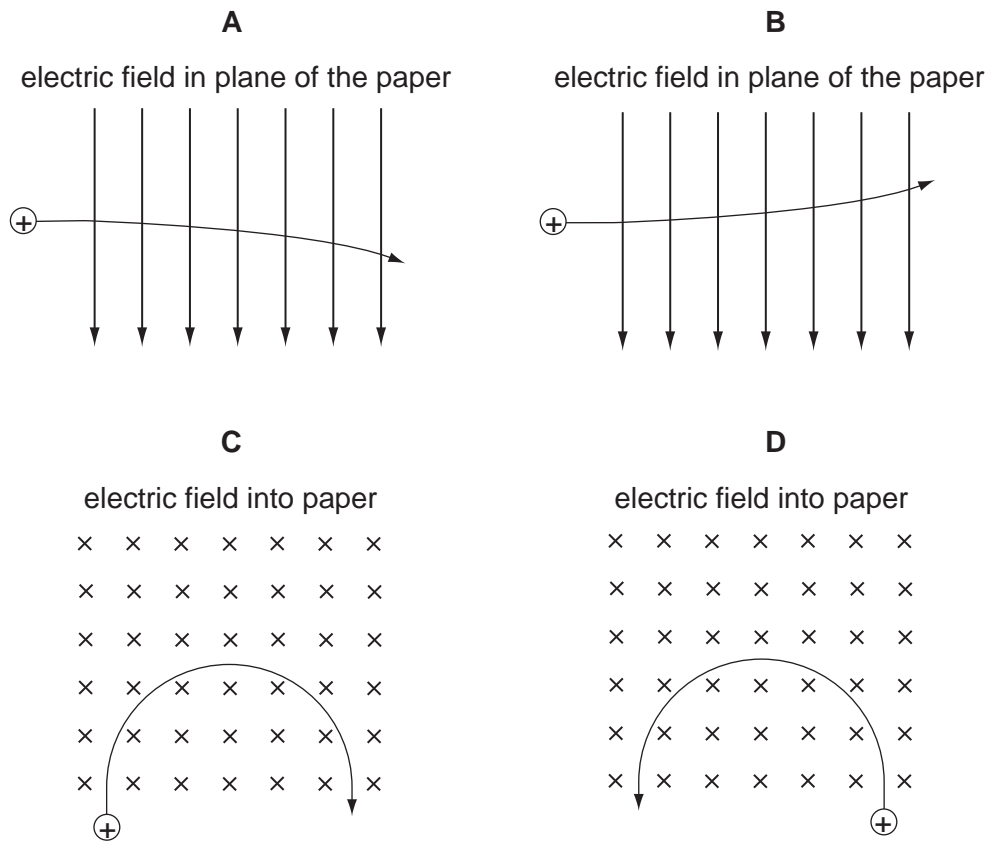 A
electric field in plane of the paper
+
B
electric field in plane of the paper
+
C
electric field into paper
× × × × × × ×
× × × × × × ×
× × × × × × ×
× × × × × × ×
× × × × × × ×
× × × × × × ×
+
D
electric field into paper
× × × × × × ×
× × × × × × ×
× × × × × × ×
× × × × × × ×
× × × × × × ×
× × × × × × ×
+